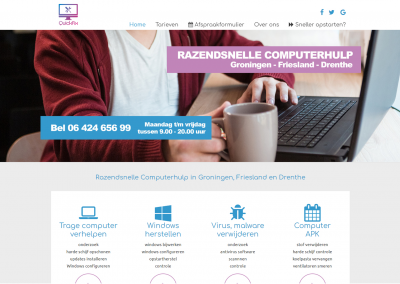 Quickfix
Home Tarieven Afspraakformulier Over ons Sneller opstarten?
RAZENDSNELLE COMPUTERHULP
Groningen - Friesland - Drenthe
Bel 06 424 656 99
Maandag t/m vrijdag
tussen 9.00 - 20.00 uur
Razendsnelle Computerhulp in Groningen, Friesland en Drenthe
Trage computer verhelpen
onderzoek
harde schijf opschonen
updates installeren
Windows configureren
Windows herstellen
windows bijwerken
windows configureren
opstartherstel
controle
Virus, malware verwijderen
onderzoek
antivirus software
scannen
controle
Computer APK
stof verwijderen
harde schijf controle
koelpasta vervangen
ventilatoren smeren